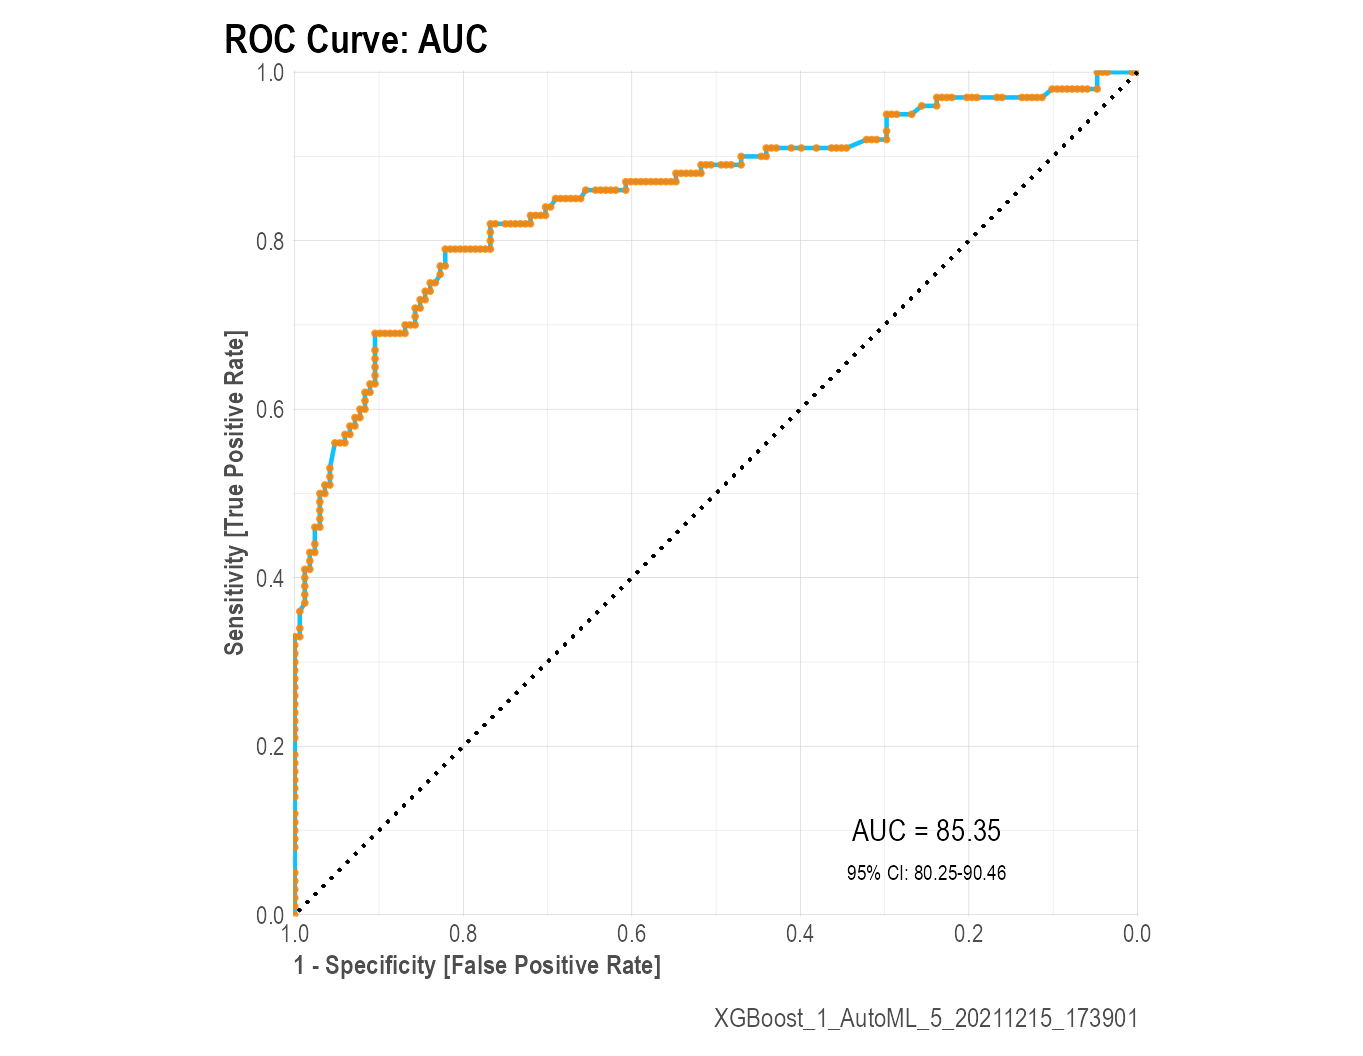 ROC Curve: AUC
1.0
0.8
0.6
0.4
0.2
0.0
Sensitivity [True Positive Rate]
AUC = 85.35
95% CI: 80.25-90.46
1.0 0.8 0.6 0.4 0.2 0.0
1 - Specificity [False Positive Rate]
XGBoost_1_AutoML_5_20211215_173901